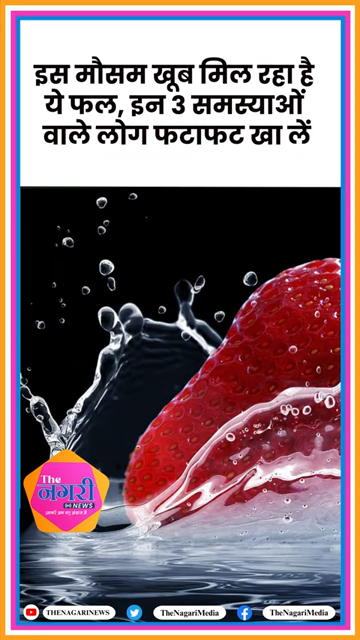 इस मौसम खूब मिल रहा है
ये फल, इन 3 समस्याओं
वाले लोग फटाफट खा लें
The
नगरी
NEWS
THENAGARINEWS
TheNagariMedia
TheNagariMedia